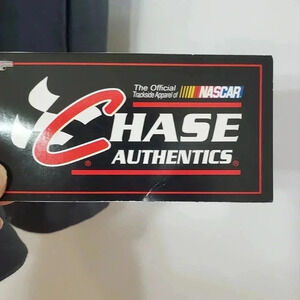 The Official
Trackside Apparel of NASCAR
CHASE
AUTHENTICS®